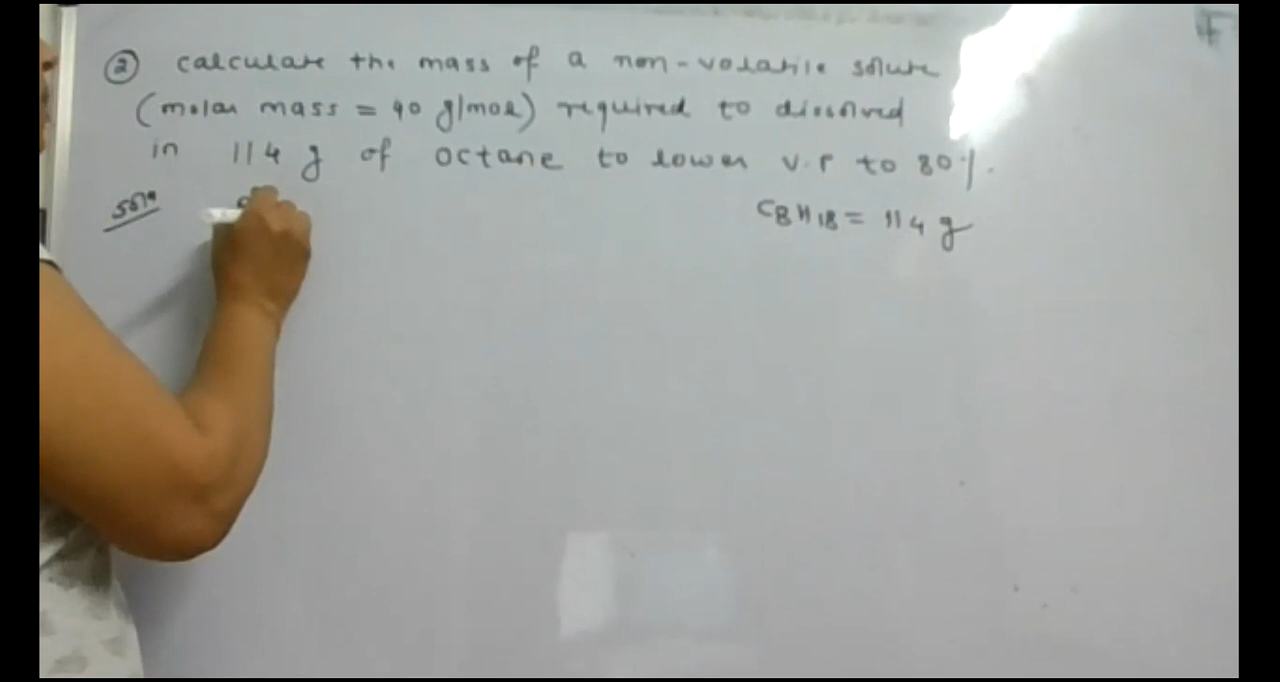 ② calculate the mass of a non-volatile solute
(molar mass = 40 g/mol) required to dissolved
in 114 g of octane to lower v.p to 80%.
Solⁿ
C8H18 = 114 g